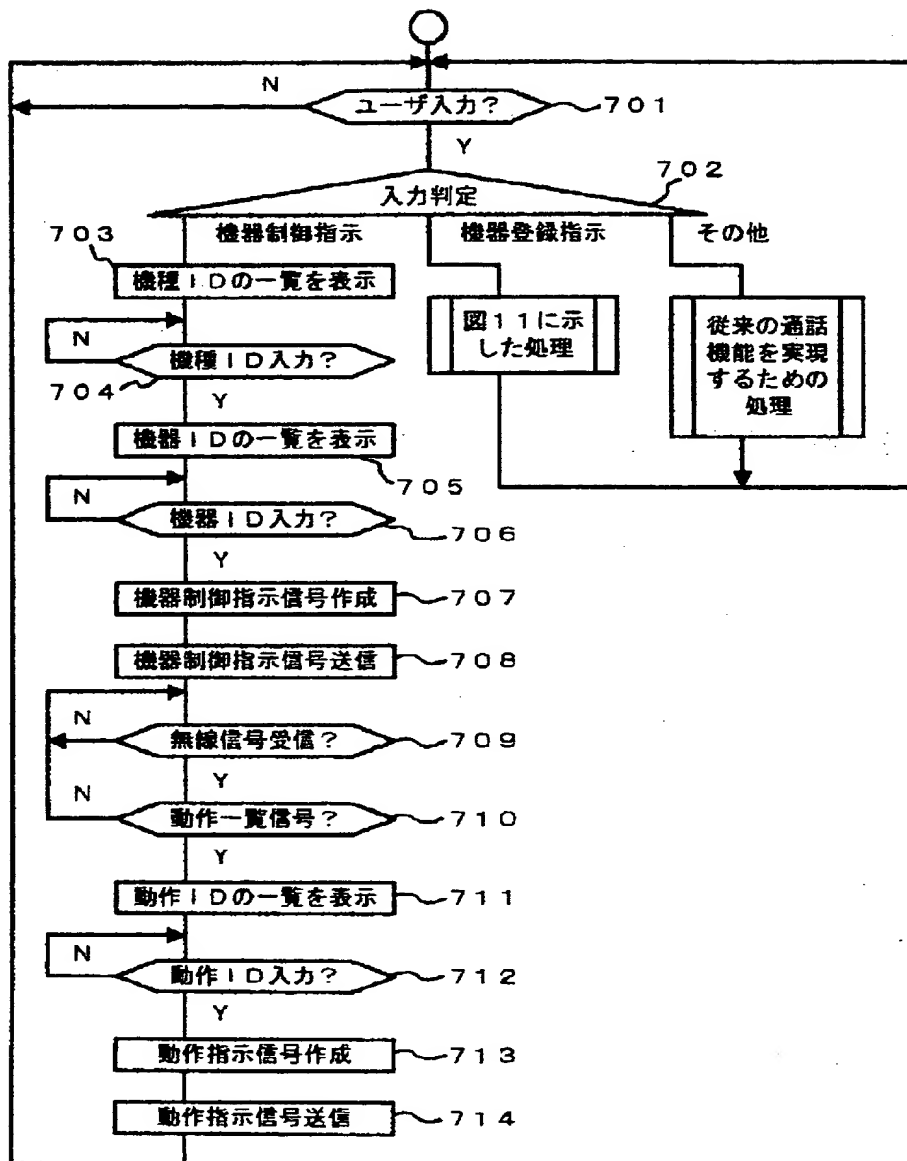 N
ユーザ入力?
701
Y
702
入力判定
703
機器制御指示
機器登録指示
その他
機種IDの一覧を表示
N
機種ID入力?
704
Y
図11に示
した処理
従来の通話
機能を実現
するための
処理
機器IDの一覧を表示
705
N
機器ID入力?
706
Y
機器制御指示信号作成
707
機器制御指示信号送信
708
N
無線信号受信?
709
Y
N
動作一覧信号?
710
Y
動作IDの一覧を表示
711
N
動作ID入力?
712
Y
動作指示信号作成
713
動作指示信号送信
714